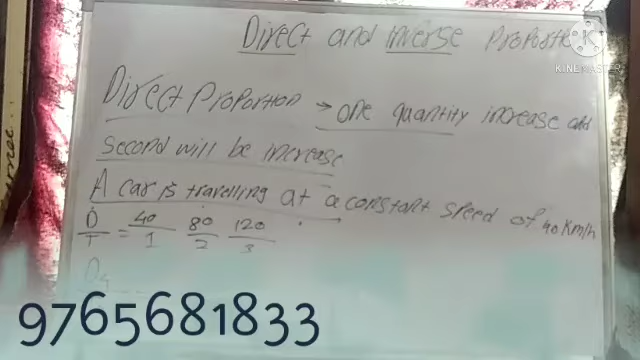 Direct and inverse Proportion
KINEMASTER
Direct Proportion → one quantity increase and
second will be increase
A car is travelling at a constant speed of 40 Km/h
D/T = 40/1 80/2 120/3
9765681833